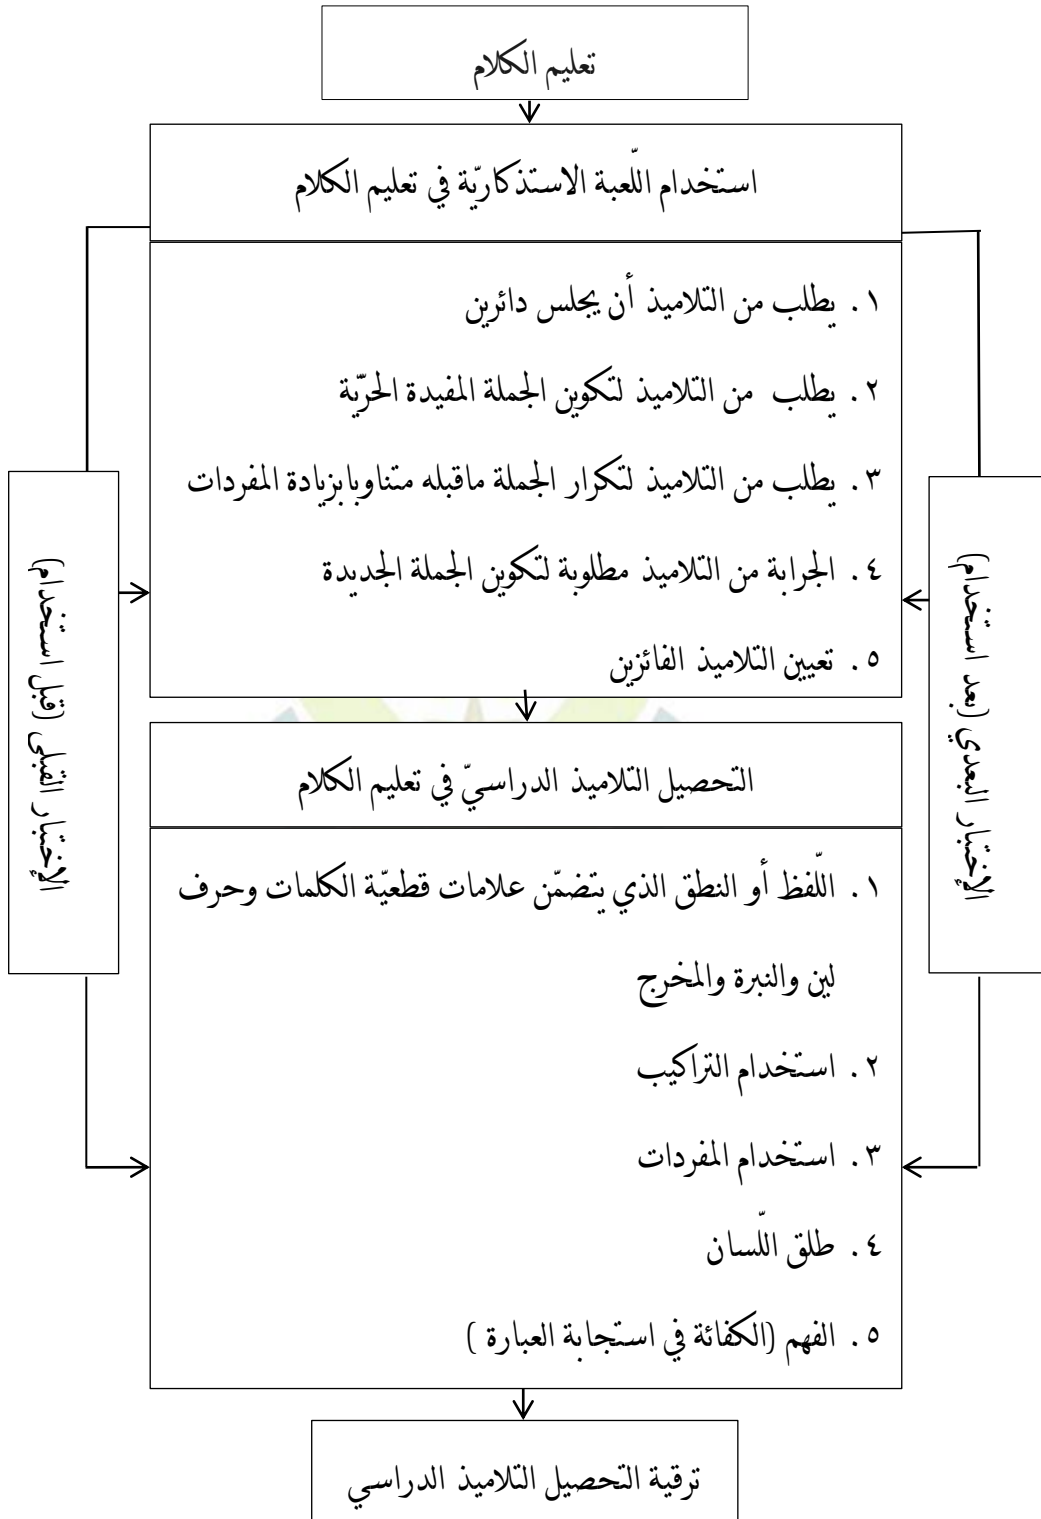 تعليم الكلام
استخدام اللّعبة الاستذكاريّة في تعليم الكلام
١. يطلب من التلاميذ أن يجلس دائرين
٢. يطلب من التلاميذ لتكوين الجملة المفيدة الحرّية
٣. يطلب من التلاميذ لتكرار الجملة ماقبله متناوبابزيادة المفردات
٤. الجرابة من التلاميذ مطلوبة لتكوين الجملة الجديدة
٥. تعيين التلاميذ الفائزين
الإختبار البعدي (بعد استخدام)
الإختبار القبلى (قبل استخدام)
التحصيل التلاميذ الدراسيّ في تعليم الكلام
١. اللّفظ أو النطق الذي يتضمّن علامات قطعيّة الكلمات وحرف
لين والنبرة والمخرج
٢. استخدام التراكيب
٣. استخدام المفردات
٤. طلق اللّسان
٥. الفهم (الكفائة في استجابة العبارة )
ترقية التحصيل التلاميذ الدراسي